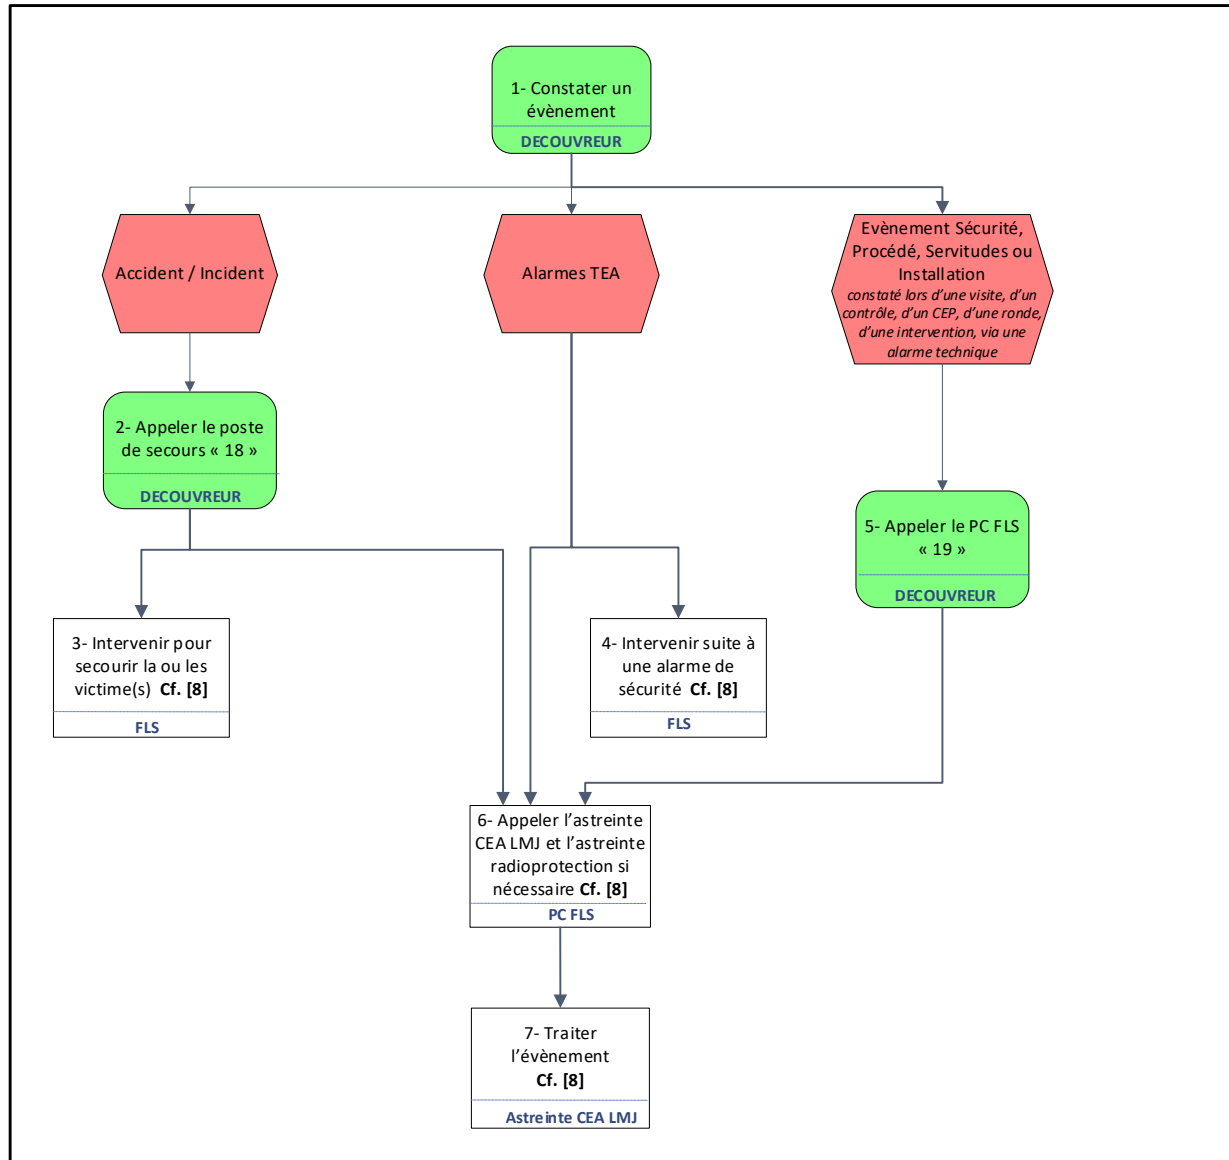 1- Constater un
évènement
DECOUVREUR
Accident / Incident
Alarmes TEA
Evènement Sécurité,
Procédé, Servitudes ou
Installation
constaté lors d'une visite, d'un
contrôle, d'un CEP, d'une ronde,
d'une intervention, via une
alarme technique
2- Appeler le poste
de secours « 18 »
DECOUVREUR
5- Appeler le PC FLS
« 19 »
DECOUVREUR
3- Intervenir pour
secourir la ou les
victime(s) Cf. [8]
FLS
4- Intervenir suite à
une alarme de
sécurité Cf. [8]
FLS
6- Appeler l'astreinte
CEA LMJ et l'astreinte
radioprotection si
nécessaire Cf. [8]
PC FLS
7- Traiter
l'évènement
Cf. [8]
Astreinte CEA LMJ